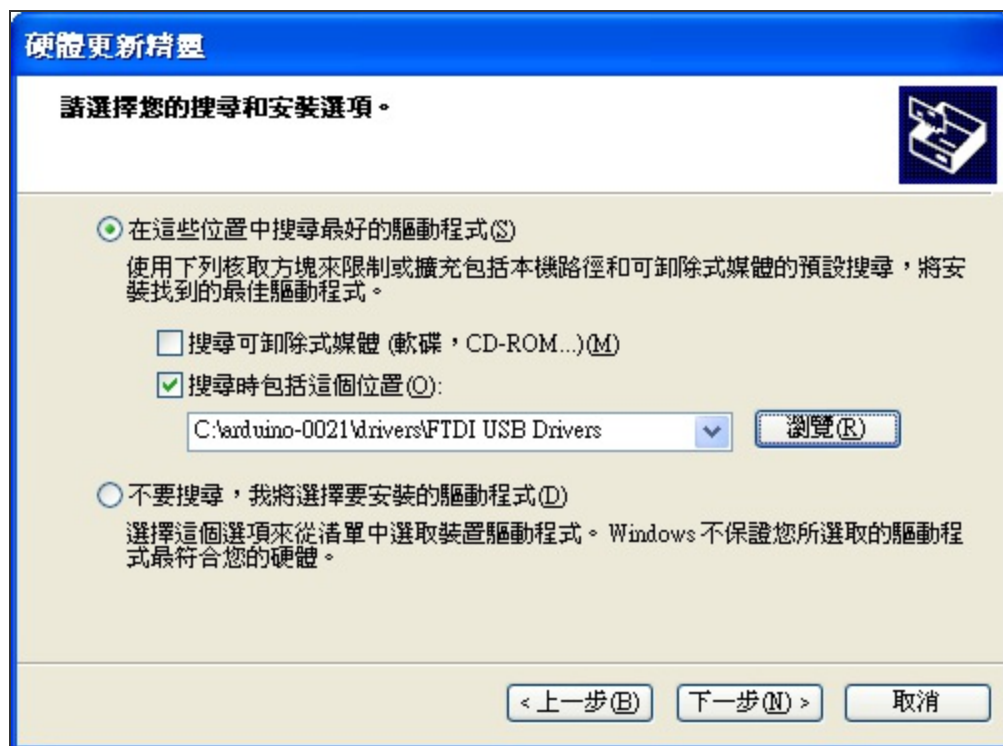 硬體更新精靈
請選擇您的搜尋和安裝選項。
在這些位置中搜尋最好的驅動程式(S)
使用下列核取方塊來限制或擴充包括本機路徑和可卸除式媒體的預設搜尋，將安
裝找到的最佳驅動程式。
搜尋可卸除式媒體 (軟碟，CD-ROM...)(M)
搜尋時包括這個位置(O):
C:\arduino-0021\drivers\FTDI USB Drivers
瀏覽(R)
不要搜尋，我將選擇要安裝的驅動程式(D)
選擇這個選項來從清單中選取裝置驅動程式。Windows 不保證您所選取的驅動程
式最符合您的硬體。
< 上一步(B) 下一步(N) > 取消